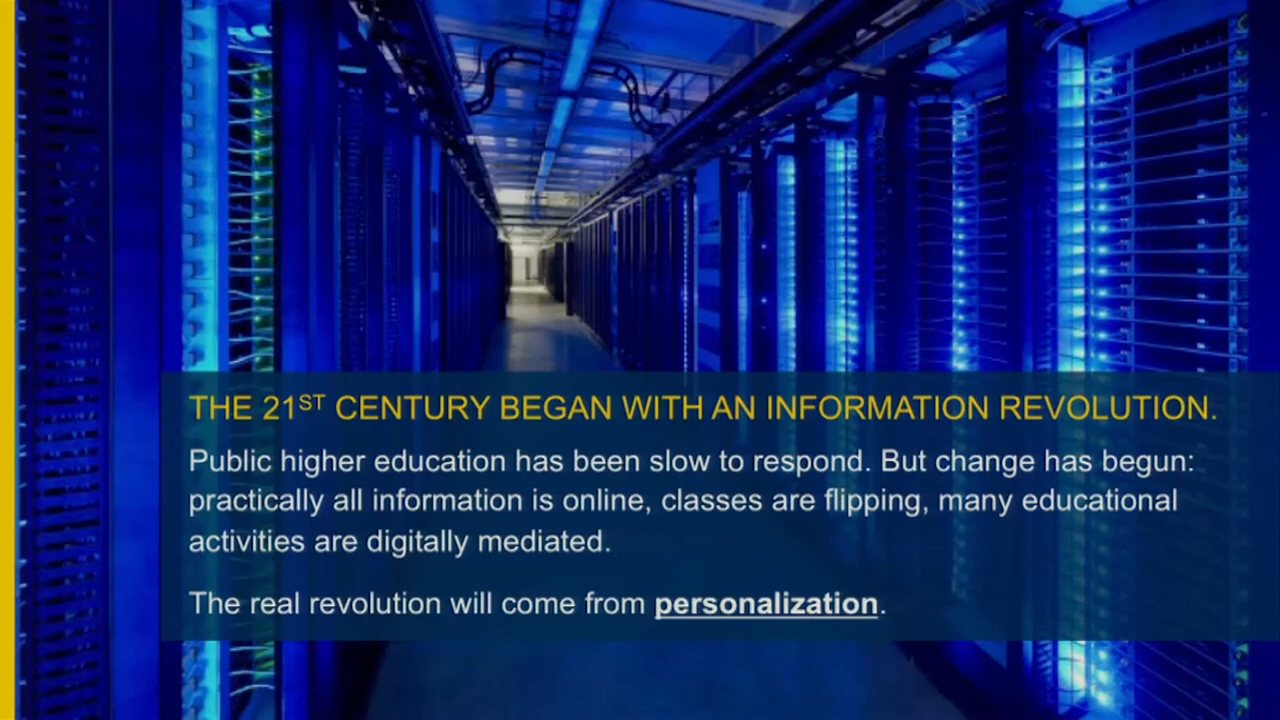 THE 21ST CENTURY BEGAN WITH AN INFORMATION REVOLUTION.
Public higher education has been slow to respond. But change has begun:
practically all information is online, classes are flipping, many educational
activities are digitally mediated.
The real revolution will come from personalization.